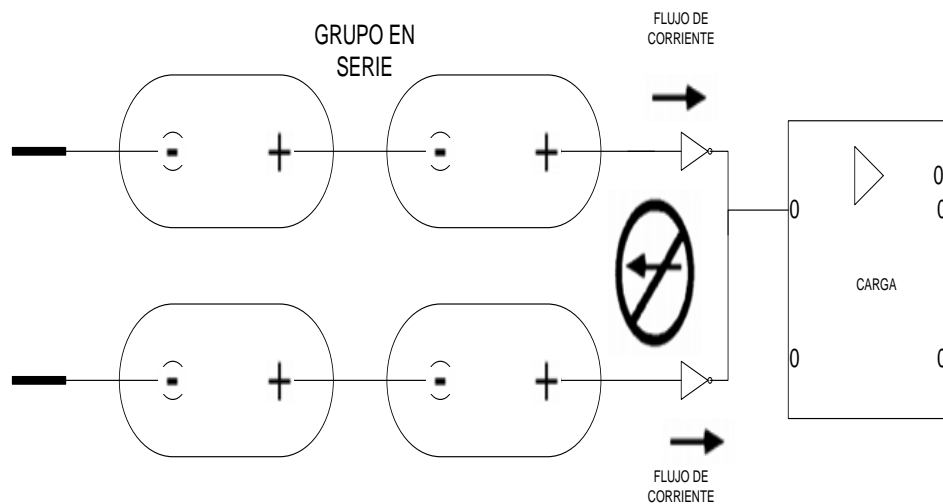 FLUJO DE
CORRIENTE
GRUPO EN
SERIE
(-) + (-) +
0 0
0
CARGA
(-) + (-) +
0 0
FLUJO DE
CORRIENTE